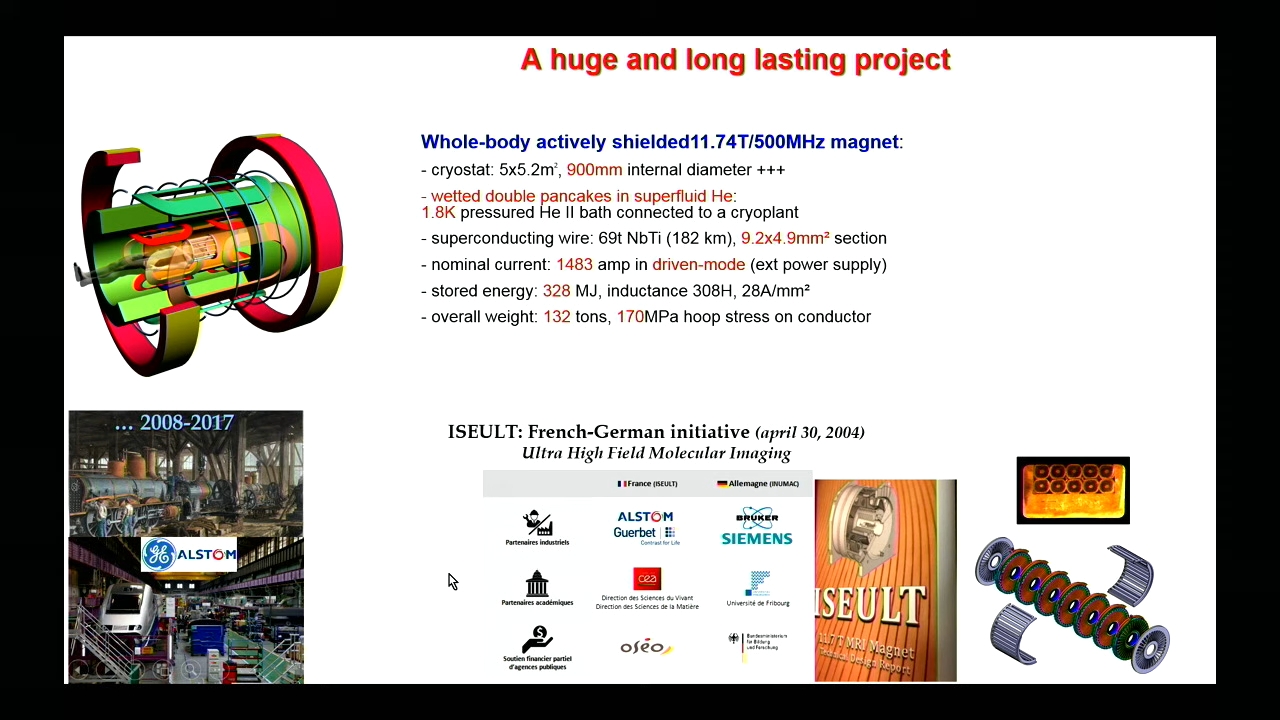 A huge and long lasting project
Whole-body actively shielded11.74T/500MHz magnet:
- cryostat: 5x5.2m², 900mm internal diameter +++
- wetted double pancakes in superfluid He:
1.8K pressured He II bath connected to a cryoplant
- superconducting wire: 69t NbTi (182 km), 9.2x4.9mm² section
- nominal current: 1483 amp in driven-mode (ext power supply)
- stored energy: 328 MJ, inductance 308H, 28A/mm²
- overall weight: 132 tons, 170MPa hoop stress on conductor
... 2008-2017
GE ALSTOM
ISEULT: French-German initiative (april 30, 2004)
Ultra High Field Molecular Imaging
France (ISEULT) Allemagne (INUMAC)
Partenaires industriels
ALSTOM
Guerbet
Contrast for Life
BRUKER
SIEMENS
Partenaires académiques
cea
Direction des Sciences du Vivant
Direction des Sciences de la Matière
Université de Fribourg
Soutien financier partiel
d'agences publiques
oséo
Bundesministerium
für Bildung
und Forschung
ISEULT
11.7 T MRI Magnet
Technical Design Report